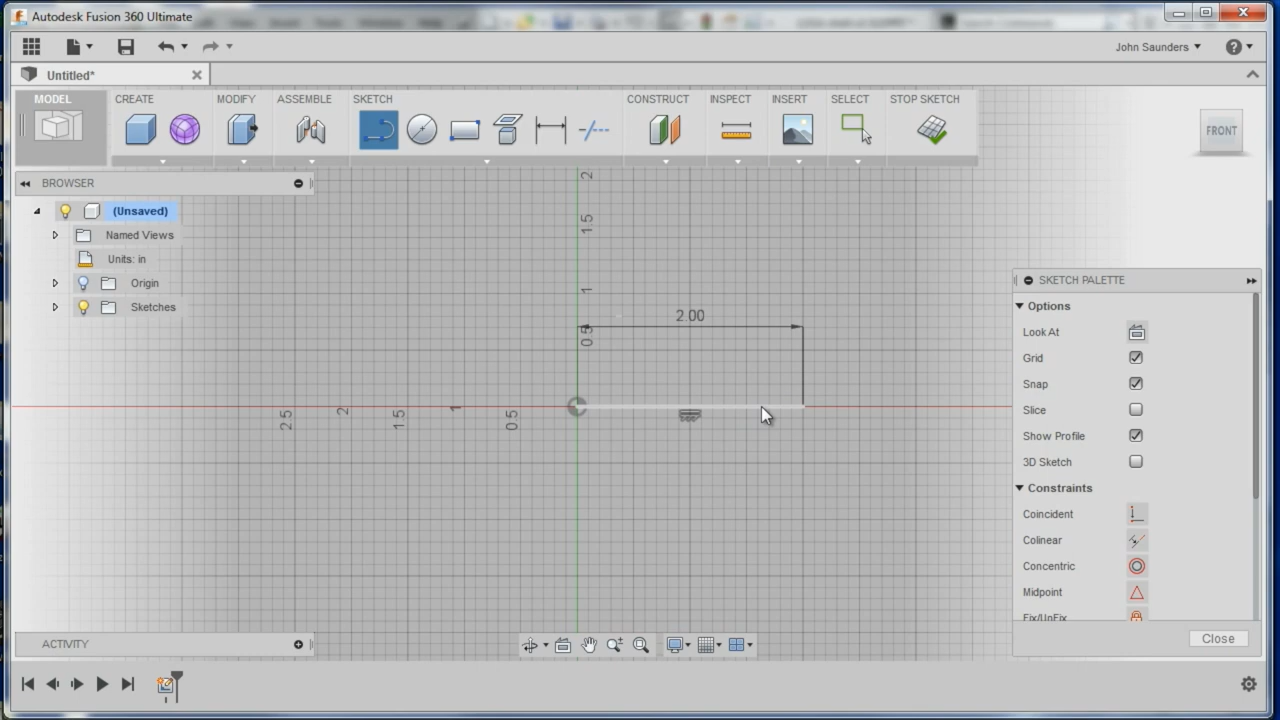 Autodesk Fusion 360 Ultimate
John Saunders
Untitled*
MODEL
CREATE
MODIFY
ASSEMBLE
SKETCH
CONSTRUCT
INSPECT
INSERT
SELECT
STOP SKETCH
FRONT
BROWSER
(Unsaved)
Named Views
Units: in
Origin
Sketches
2
1.5
1
0.5
2.00
2.5
2
1.5
1
0.5
SKETCH PALETTE
Options
Look At
Grid
Snap
Slice
Show Profile
3D Sketch
Constraints
Coincident
Colinear
Concentric
Midpoint
Fix/UnFix
Close
ACTIVITY